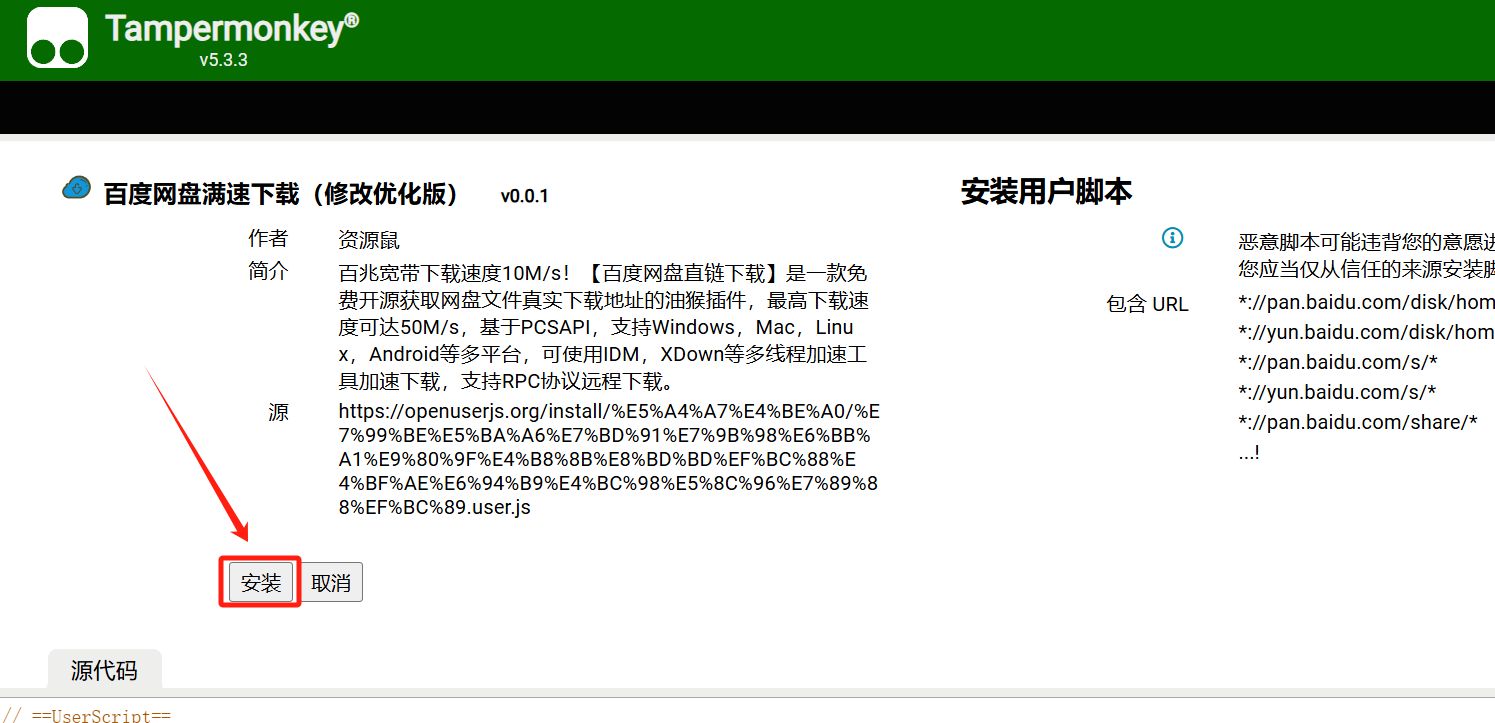 Tampermonkey®
v5.3.3
百度网盘满速下载（修改优化版） v0.0.1
作者 资源鼠
简介 百兆宽带下载速度10M/s！【百度网盘直链下载】是一款免
费开源获取网盘文件真实下载地址的油猴插件，最高下载速
度可达50M/s，基于PCSAPI，支持Windows，Mac，Linu
x，Android等多平台，可使用IDM，XDown等多线程加速工
具加速下载，支持RPC协议远程下载。
源 https://openuserjs.org/install/%E5%A4%A7%E4%BE%A0/%E
7%99%BE%E5%BA%A6%E7%BD%91%E7%9B%98%E6%BB%
A1%E9%80%9F%E4%B8%8B%E8%BD%BD%EF%BC%88%E
4%BF%AE%E6%94%B9%E4%BC%98%E5%8C%96%E7%89%8
8%EF%BC%89.user.js
安装 取消
安装用户脚本
恶意脚本可能违背您的意愿进
您应当仅从信任的来源安装脚
包含 URL *://pan.baidu.com/disk/hom
*://yun.baidu.com/disk/hom
*://pan.baidu.com/s/*
*://yun.baidu.com/s/*
*://pan.baidu.com/share/*
...!
源代码
// ==UserScript==